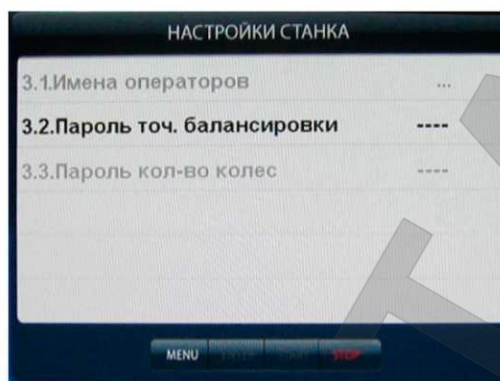 НАСТРОЙКИ СТАНКА
3.1.Имена операторов ...
3.2.Пароль точ. балансировки ----
3.3.Пароль кол-во колес ----
MENU ENTER STOP